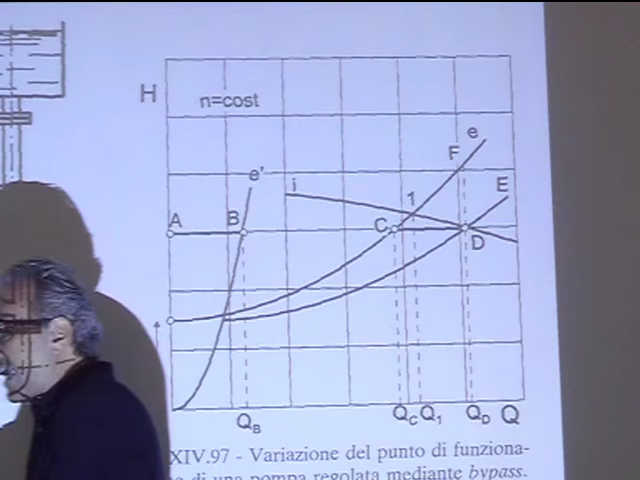 H
n=cost
e
F
e'
i
E
1
A
B
C
D
Q_B
Q_C Q_1
Q_D Q
XIV.97 - Variazione del punto di funziona-
di una pompa regolata mediante bypass.